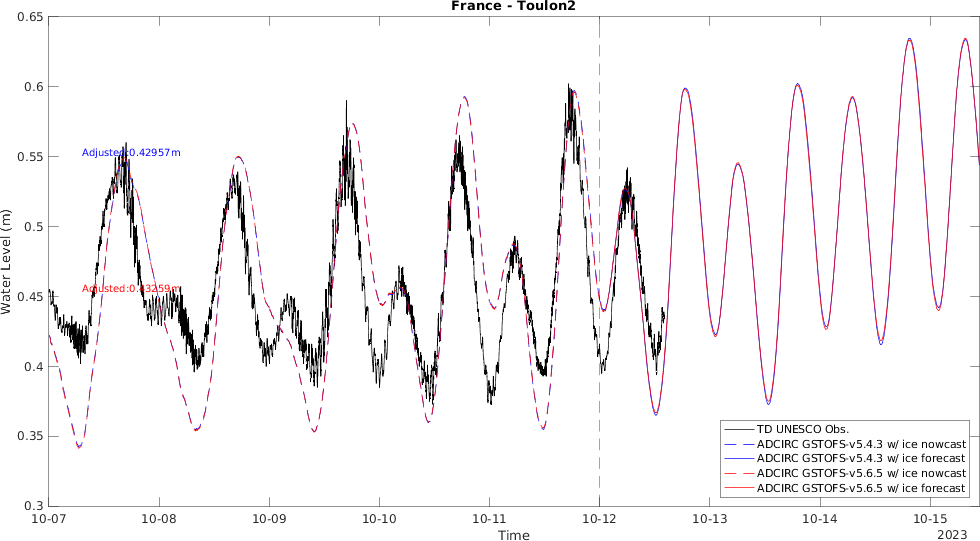 France - Toulon2
0.65
0.6
0.55
0.5
0.45
0.4
0.35
0.3
Water Level (m)
Adjusted:0.42957m
Adjusted:0.43259m
TD UNESCO Obs.
ADCIRC GSTOFS-v5.4.3 w/ ice nowcast
ADCIRC GSTOFS-v5.4.3 w/ ice forecast
ADCIRC GSTOFS-v5.6.5 w/ ice nowcast
ADCIRC GSTOFS-v5.6.5 w/ ice forecast
10-07 10-08 10-09 10-10 10-11 10-12 10-13 10-14 10-15
Time
2023